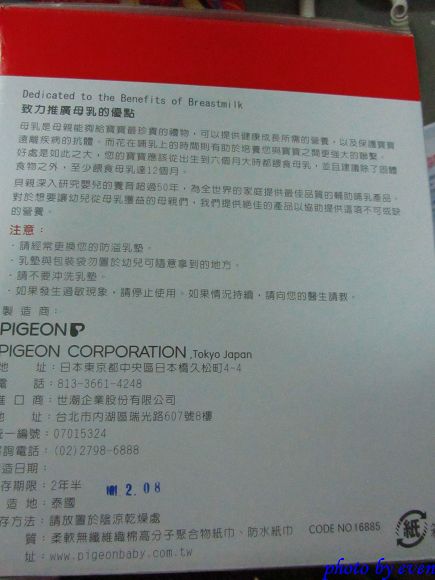 Dedicated to the Benefits of Breastmilk
致力推廣母乳的優點
母乳是母親能夠給寶寶最珍貴的禮物，可以提供健康成長所需的營養，以及保護寶寶
遠離疾病的抗體。而花在哺乳上的時間則有助於培養您與寶寶之間更強大的聯繫。
好處是如此之大，您的寶寶應該從出生到六個月大時都餵食母乳，並且建議除了固體
食物之外，至少餵食母乳達12個月。
貝親深入研究嬰兒的養育超過50年，為全世界的家庭提供最佳品質的輔助哺乳產品。
對於想要讓幼兒從母乳獲益的母親們，我們提供絕佳的產品以協助提供這項不可或缺
的營養。
注意：
·請經常更換您的防溢乳墊。
·乳墊與包裝袋勿置於幼兒可隨意拿到的地方。
·請不要沖洗乳墊。
·如果發生過敏現象，請停止使用。如果情況持續，請向您的醫生請教。
製造商：
PIGEON
PIGEON CORPORATION,Tokyo Japan
地 址：日本東京都中央區日本橋久松町4-4
電 話：813-3661-4248
進口商：世潮企業股份有限公司
地 址：台北市內湖區瑞光路607號8樓
統一編號：07015324
諮詢電話：(02)2798-6888
造日期：
存期限：2年半 2.08
造地：泰國
存方法：請放置於陰涼乾燥處
質：柔軟無纖維織棉高分子聚合物紙巾、防水紙巾 CODE NO.16885
址：www.pigeonbaby.com.tw
紙
photo by even